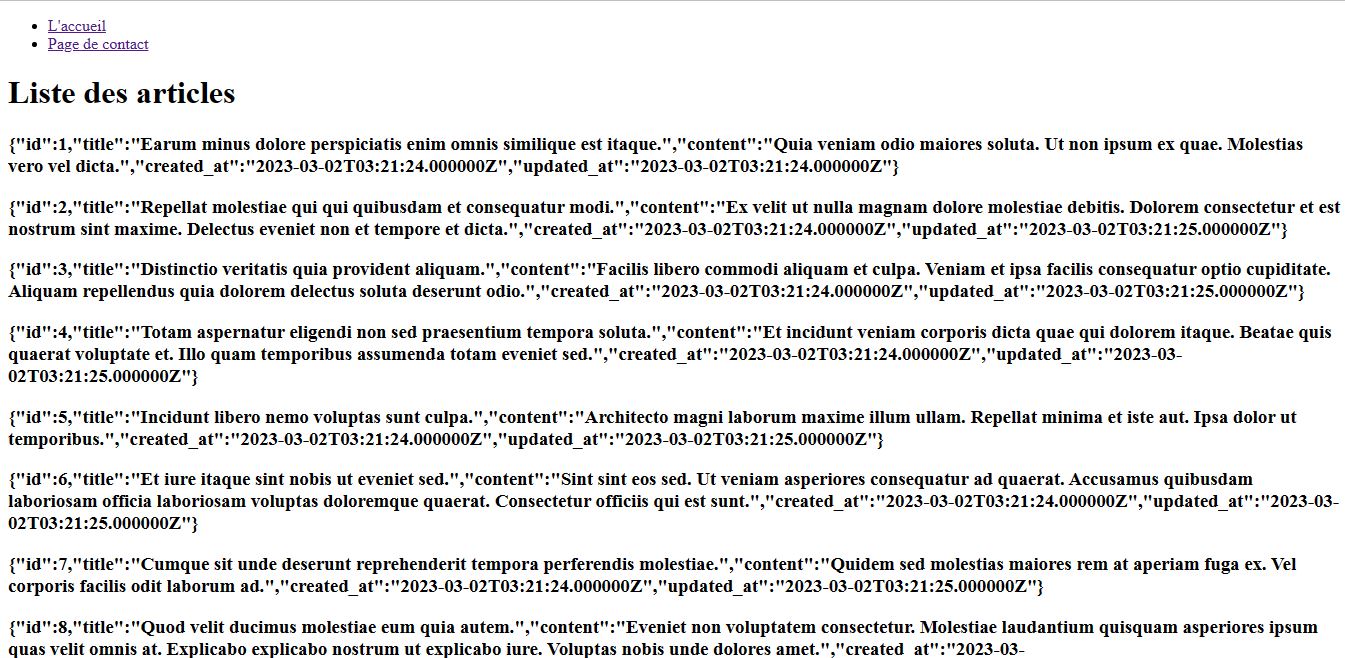 L'accueil
Page de contact
Liste des articles
{"id":1,"title":"Earum minus dolore perspiciatis enim omnis similique est itaque.","content":"Quia veniam odio maiores soluta. Ut non ipsum ex quae. Molestias
vero vel dicta.","created_at":"2023-03-02T03:21:24.000000Z","updated_at":"2023-03-02T03:21:24.000000Z"}
{"id":2,"title":"Repellat molestiae qui qui quibusdam et consequatur modi.","content":"Ex velit ut nulla magnam dolore molestiae debitis. Dolorem consectetur et est
nostrum sint maxime. Delectus eveniet non et tempore et dicta.","created_at":"2023-03-02T03:21:24.000000Z","updated_at":"2023-03-02T03:21:25.000000Z"}
{"id":3,"title":"Distinctio veritatis quia provident aliquam.","content":"Facilis libero commodi aliquam et culpa. Veniam et ipsa facilis consequatur optio cupiditate.
Aliquam repellendus quia dolorem delectus soluta deserunt odio.","created_at":"2023-03-02T03:21:24.000000Z","updated_at":"2023-03-02T03:21:25.000000Z"}
{"id":4,"title":"Totam aspernatur eligendi non sed praesentium tempora soluta.","content":"Et incidunt veniam corporis dicta quae qui dolorem itaque. Beatae quis
quaerat voluptate et. Illo quam temporibus assumenda totam eveniet sed.","created_at":"2023-03-02T03:21:24.000000Z","updated_at":"2023-03-
02T03:21:25.000000Z"}
{"id":5,"title":"Incidunt libero nemo voluptas sunt culpa.","content":"Architecto magni laborum maxime illum ullam. Repellat minima et iste aut. Ipsa dolor ut
temporibus.","created_at":"2023-03-02T03:21:24.000000Z","updated_at":"2023-03-02T03:21:25.000000Z"}
{"id":6,"title":"Et iure itaque sint nobis ut eveniet sed.","content":"Sint sint eos sed. Ut veniam asperiores consequatur ad quaerat. Accusamus quibusdam
laboriosam officia laboriosam voluptas doloremque quaerat. Consectetur officiis qui est sunt.","created_at":"2023-03-02T03:21:24.000000Z","updated_at":"2023-03-
02T03:21:25.000000Z"}
{"id":7,"title":"Cumque sit unde deserunt reprehenderit tempora perferendis molestiae.","content":"Quidem sed molestias maiores rem at aperiam fuga ex. Vel
corporis facilis odit laborum ad.","created_at":"2023-03-02T03:21:24.000000Z","updated_at":"2023-03-02T03:21:25.000000Z"}
{"id":8,"title":"Quod velit ducimus molestiae eum quia autem.","content":"Eveniet non voluptatem consectetur. Molestiae laudantium quisquam asperiores ipsum
quas velit omnis at. Explicabo explicabo nostrum ut explicabo iure. Voluptas nobis unde dolores amet.","created_at":"2023-03-